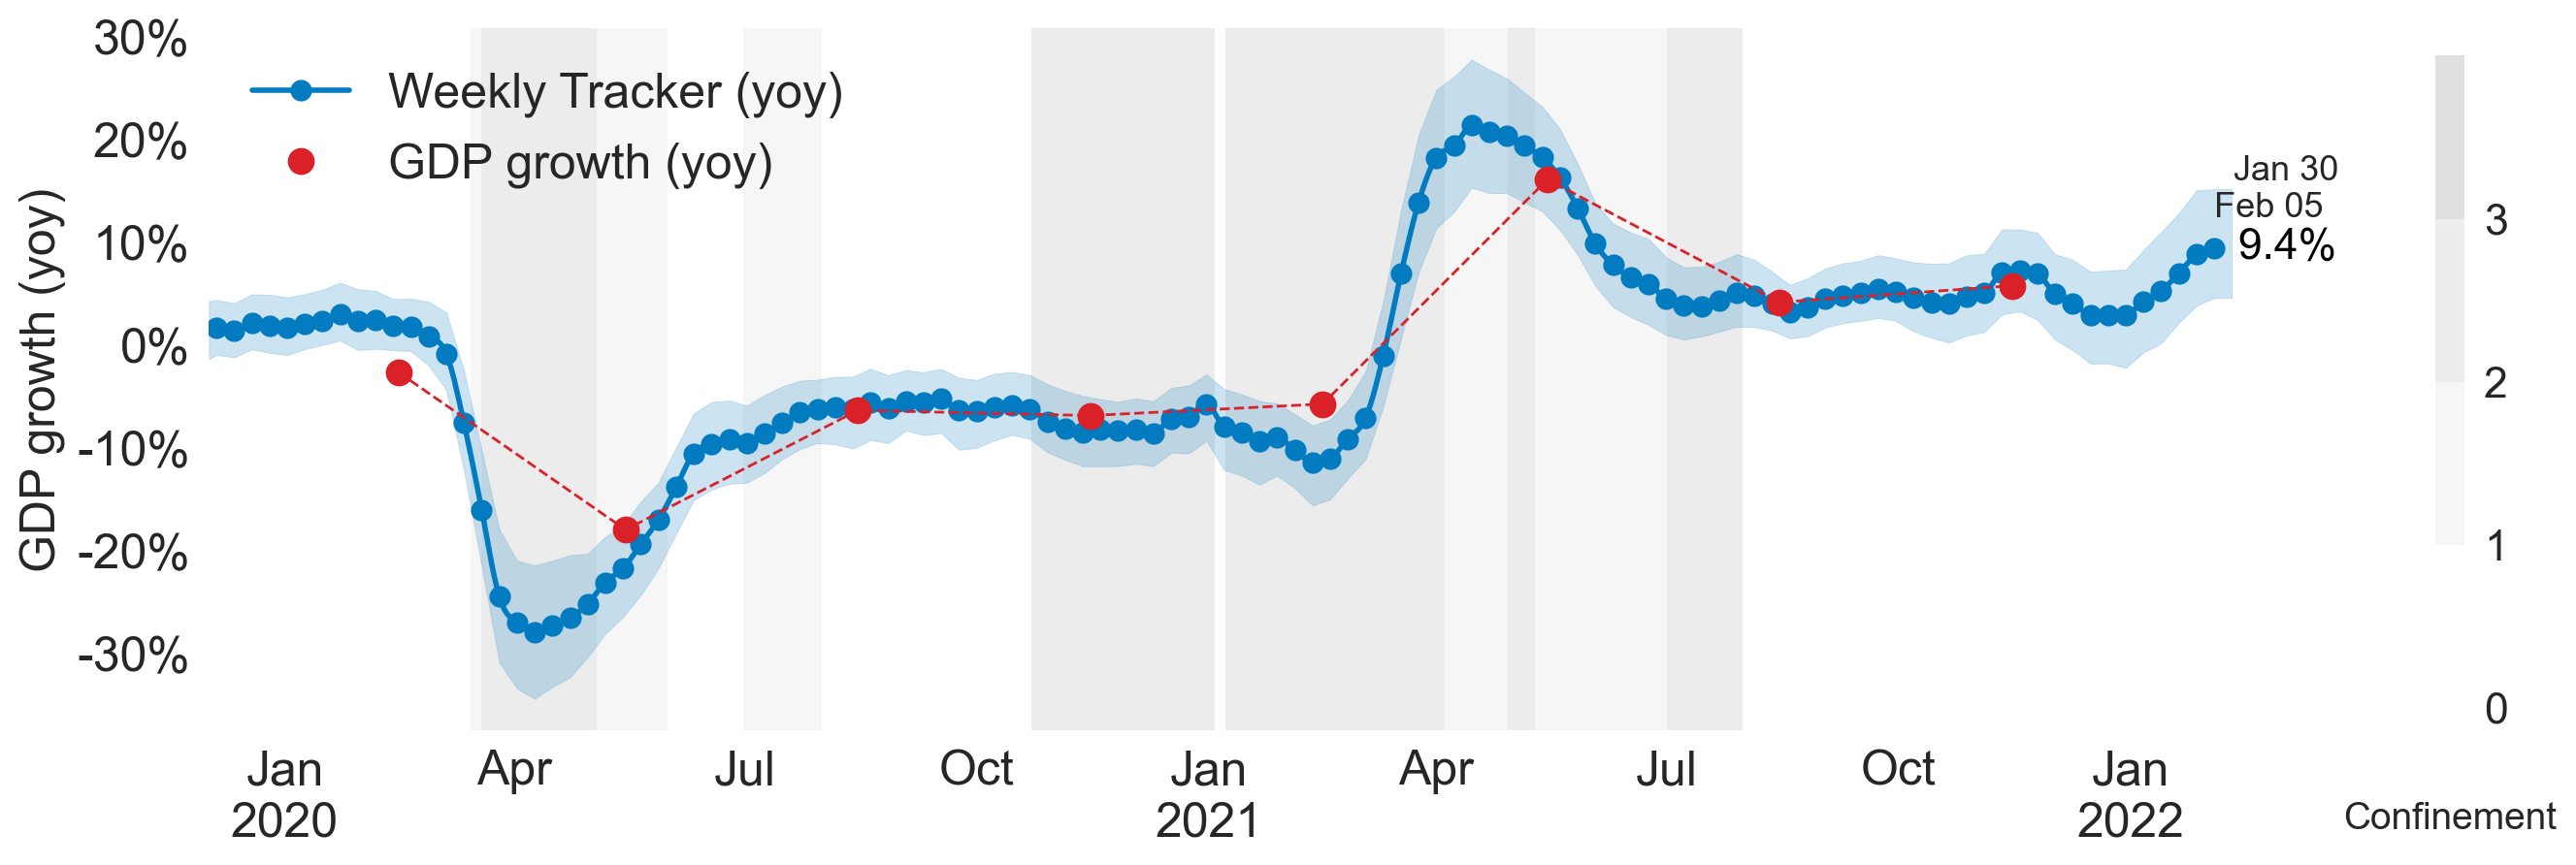 GDP growth (yoy)
30%
20%
10%
0%
-10%
-20%
-30%
Weekly Tracker (yoy)
GDP growth (yoy)
Jan 30
Feb 05
9.4%
3
2
1
0
Jan
2020
Apr
Jul
Oct
Jan
2021
Apr
Jul
Oct
Jan
2022
Confinement